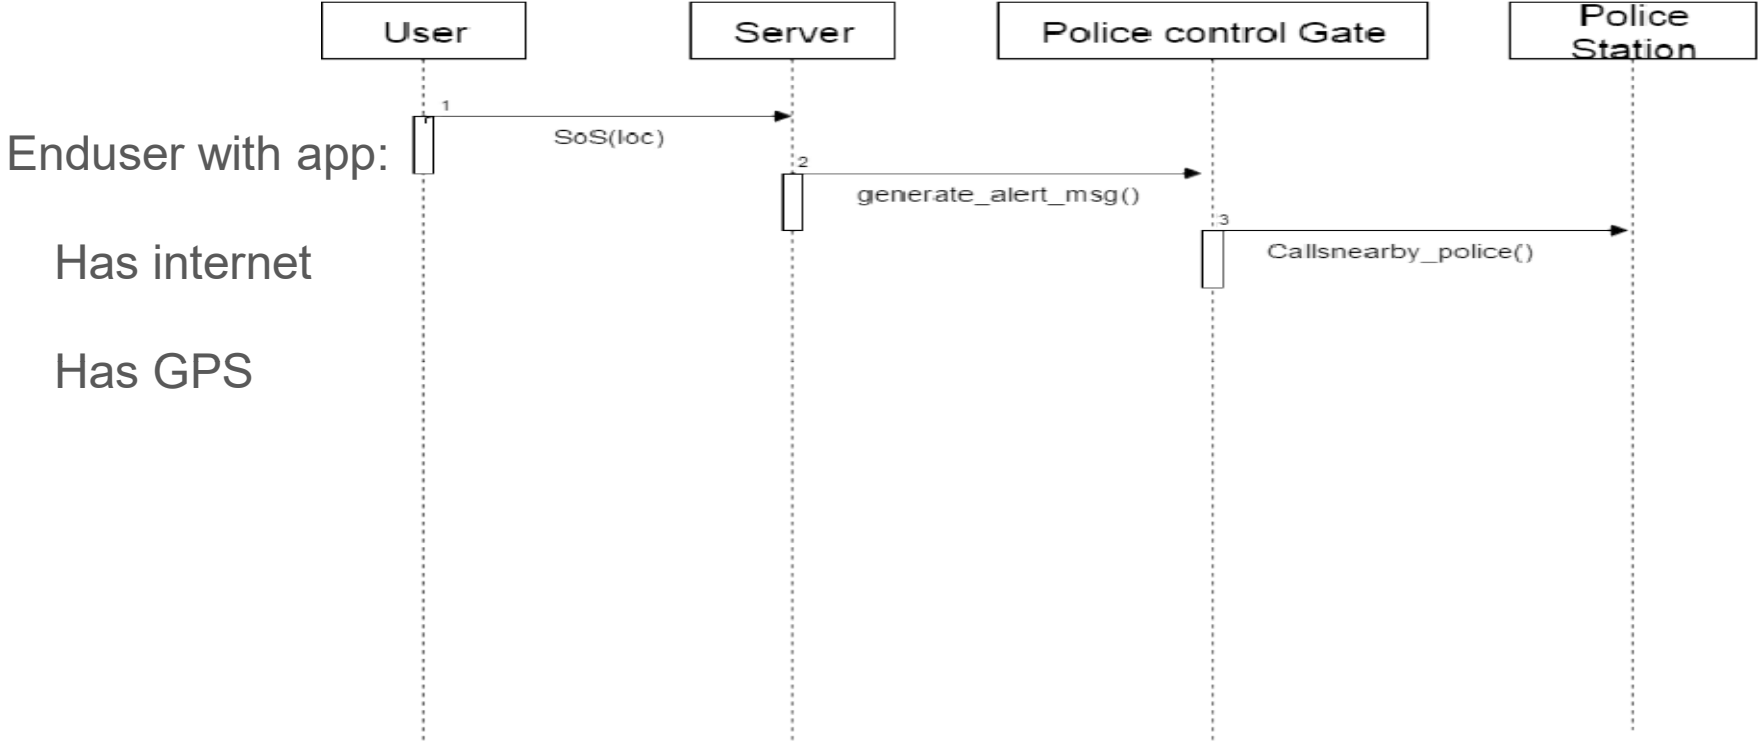 User
Server
Police control Gate
Police
Station
1
SoS(loc)
Enduser with app:
2
generate_alert_msg()
3
Callsnearby_police()
Has internet
Has GPS